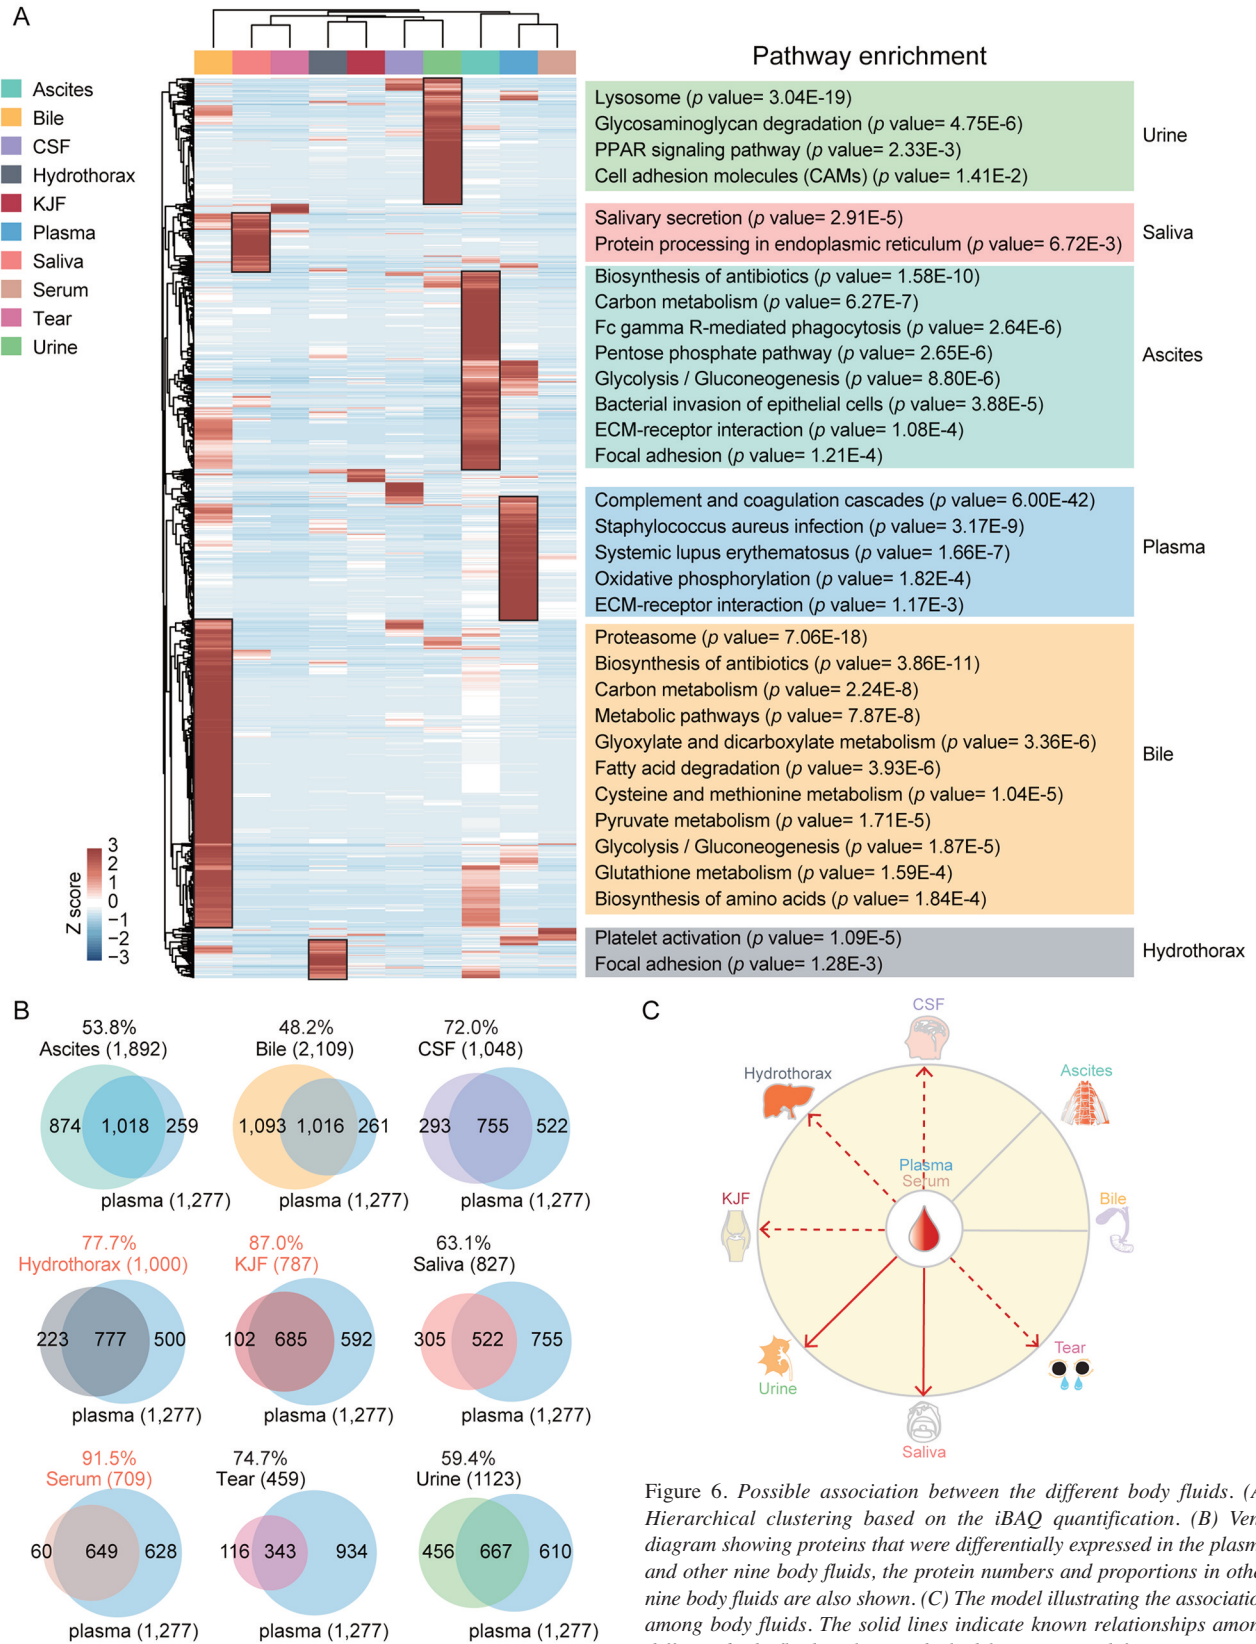 A
Pathway enrichment
Ascites
Bile
CSF
Hydrothorax
KJF
Plasma
Saliva
Serum
Tear
Urine
Lysosome (p value= 3.04E-19)
Glycosaminoglycan degradation (p value= 4.75E-6)
PPAR signaling pathway (p value= 2.33E-3)
Cell adhesion molecules (CAMs) (p value= 1.41E-2)
Urine
Salivary secretion (p value= 2.91E-5)
Protein processing in endoplasmic reticulum (p value= 6.72E-3)
Saliva
Biosynthesis of antibiotics (p value= 1.58E-10)
Carbon metabolism (p value= 6.27E-7)
Fc gamma R-mediated phagocytosis (p value= 2.64E-6)
Pentose phosphate pathway (p value= 2.65E-6)
Glycolysis / Gluconeogenesis (p value= 8.80E-6)
Bacterial invasion of epithelial cells (p value= 3.88E-5)
ECM-receptor interaction (p value= 1.08E-4)
Focal adhesion (p value= 1.21E-4)
Ascites
Complement and coagulation cascades (p value= 6.00E-42)
Staphylococcus aureus infection (p value= 3.17E-9)
Systemic lupus erythematosus (p value= 1.66E-7)
Oxidative phosphorylation (p value= 1.82E-4)
ECM-receptor interaction (p value= 1.17E-3)
Plasma
Proteasome (p value= 7.06E-18)
Biosynthesis of antibiotics (p value= 3.86E-11)
Carbon metabolism (p value= 2.24E-8)
Metabolic pathways (p value= 7.87E-8)
Glyoxylate and dicarboxylate metabolism (p value= 3.36E-6)
Fatty acid degradation (p value= 3.93E-6)
Cysteine and methionine metabolism (p value= 1.04E-5)
Pyruvate metabolism (p value= 1.71E-5)
Glycolysis / Gluconeogenesis (p value= 1.87E-5)
Glutathione metabolism (p value= 1.59E-4)
Biosynthesis of amino acids (p value= 1.84E-4)
Bile
Platelet activation (p value= 1.09E-5)
Focal adhesion (p value= 1.28E-3)
Hydrothorax
Z score
3
2
1
0
−1
−2
−3
B
53.8%
Ascites (1,892)
874 1,018 259
plasma (1,277)
48.2%
Bile (2,109)
1,093 1,016 261
plasma (1,277)
72.0%
CSF (1,048)
293 755 522
plasma (1,277)
77.7%
Hydrothorax (1,000)
223 777 500
plasma (1,277)
87.0%
KJF (787)
102 685 592
plasma (1,277)
63.1%
Saliva (827)
305 522 755
plasma (1,277)
91.5%
Serum (709)
60 649 628
plasma (1,277)
74.7%
Tear (459)
116 343 934
plasma (1,277)
59.4%
Urine (1123)
456 667 610
plasma (1,277)
C
CSF
Hydrothorax
Ascites
Plasma
Serum
KJF
Bile
Urine
Tear
Saliva
Figure 6. Possible association between the different body fluids. (A
Hierarchical clustering based on the iBAQ quantification. (B) Ven
diagram showing proteins that were differentially expressed in the plasm
and other nine body fluids, the protein numbers and proportions in othe
nine body fluids are also shown. (C) The model illustrating the associatio
among body fluids. The solid lines indicate known relationships amon